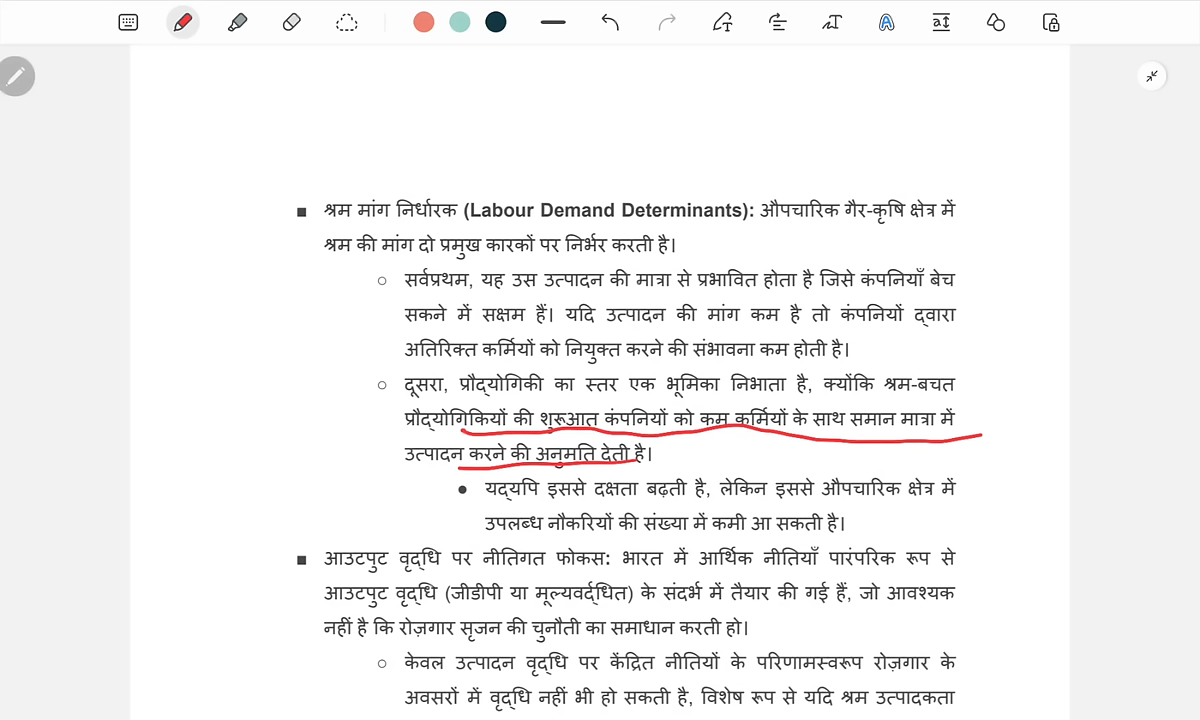 श्रम मांग निर्धारक (Labour Demand Determinants): औपचारिक गैर-कृषि क्षेत्र में
श्रम की मांग दो प्रमुख कारकों पर निर्भर करती है।
सर्वप्रथम, यह उस उत्पादन की मात्रा से प्रभावित होता है जिसे कंपनियाँ बेच
सकने में सक्षम हैं। यदि उत्पादन की मांग कम है तो कंपनियों द्वारा
अतिरिक्त कर्मियों को नियुक्त करने की संभावना कम होती है।
दूसरा, प्रौद्योगिकी का स्तर एक भूमिका निभाता है, क्योंकि श्रम-बचत
प्रौद्योगिकियों की शुरूआत कंपनियों को कम कर्मियों के साथ समान मात्रा में
उत्पादन करने की अनुमति देती है।
यद्यपि इससे दक्षता बढ़ती है, लेकिन इससे औपचारिक क्षेत्र में
उपलब्ध नौकरियों की संख्या में कमी आ सकती है।
आउटपुट वृद्धि पर नीतिगत फोकस: भारत में आर्थिक नीतियाँ पारंपरिक रूप से
आउटपुट वृद्धि (जीडीपी या मूल्यवर्द्धित) के संदर्भ में तैयार की गई हैं, जो आवश्यक
नहीं है कि रोज़गार सृजन की चुनौती का समाधान करती हो।
केवल उत्पादन वृद्धि पर केंद्रित नीतियों के परिणामस्वरूप रोज़गार के
अवसरों में वृद्धि नहीं भी हो सकती है, विशेष रूप से यदि श्रम उत्पादकता